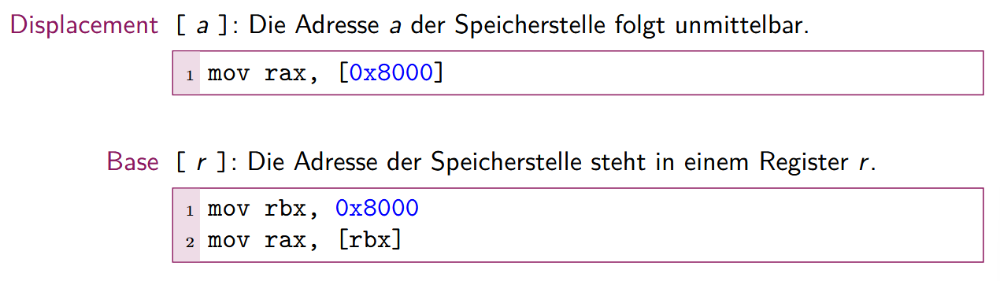 Displacement [ a ]: Die Adresse a der Speicherstelle folgt unmittelbar.
1 mov rax, [0x8000]
Base [ r ]: Die Adresse der Speicherstelle steht in einem Register r.
1 mov rbx, 0x8000
2 mov rax, [rbx]